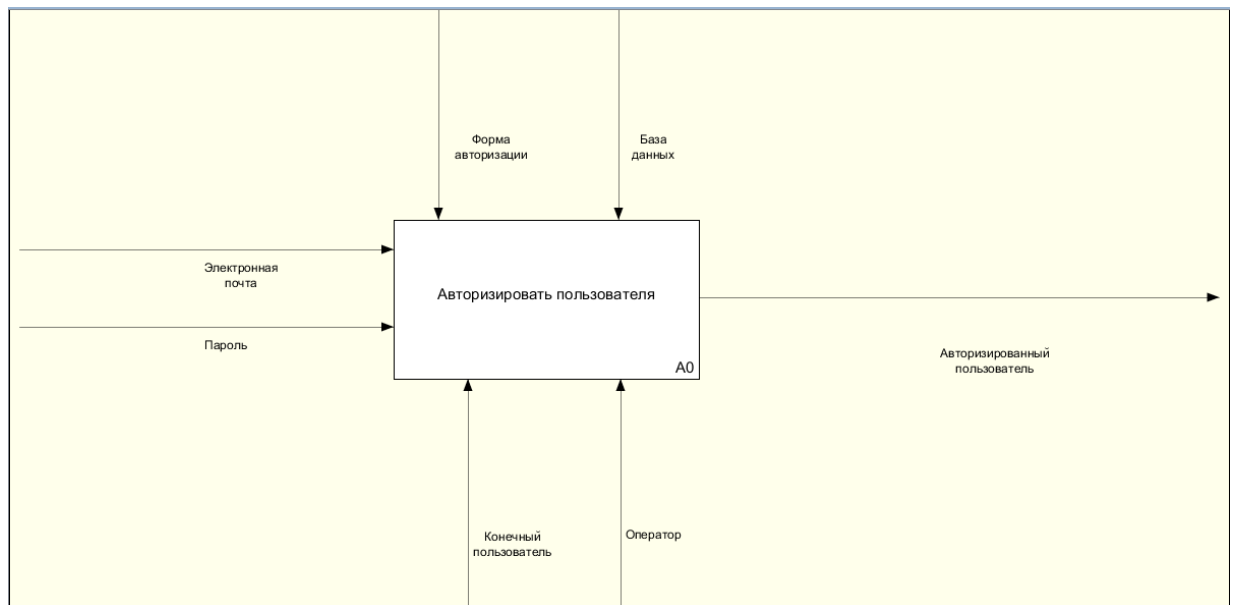 Форма
авторизации
База
данных
Электронная
почта
Авторизировать пользователя
Пароль
A0
Авторизированный
пользователь
Конечный
пользователь
Оператор